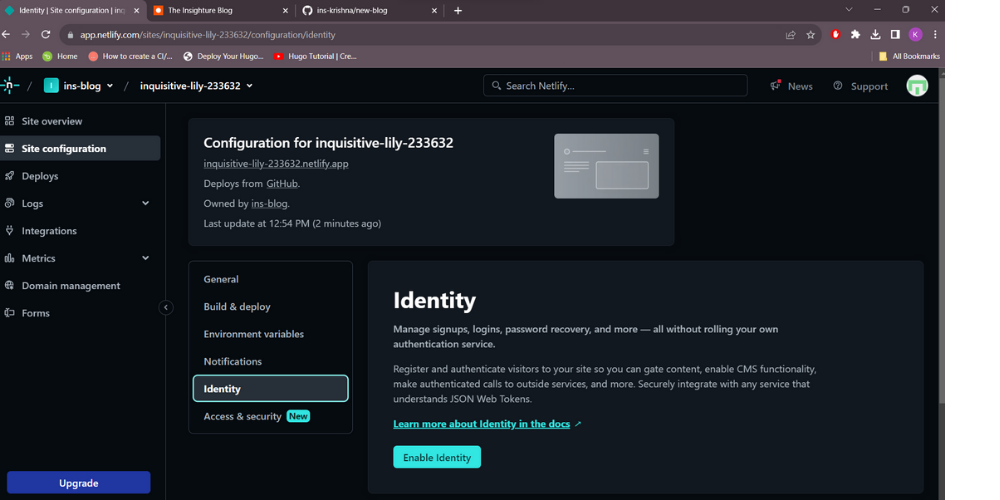 Identity | Site configuration | inq
The Insighture Blog
ins-krishna/new-blog
app.netlify.com/sites/inquisitive-lily-233632/configuration/identity
K
Apps
Home
How to create a CI/...
Deploy Your Hugo...
Hugo Tutorial | Cre...
All Bookmarks
/ I ins-blog / inquisitive-lily-233632
Search Netlify...
News
Support
Site overview
Site configuration
Deploys
Logs
Integrations
Metrics
Domain management
Forms
Upgrade
Configuration for inquisitive-lily-233632
inquisitive-lily-233632.netlify.app
Deploys from GitHub.
Owned by ins-blog.
Last update at 12:54 PM (2 minutes ago)
General
Build & deploy
Environment variables
Notifications
Identity
Access & security New
Identity
Manage signups, logins, password recovery, and more — all without rolling your own
authentication service.
Register and authenticate visitors to your site so you can gate content, enable CMS functionality,
make authenticated calls to outside services, and more. Securely integrate with any service that
understands JSON Web Tokens.
Learn more about Identity in the docs
Enable Identity